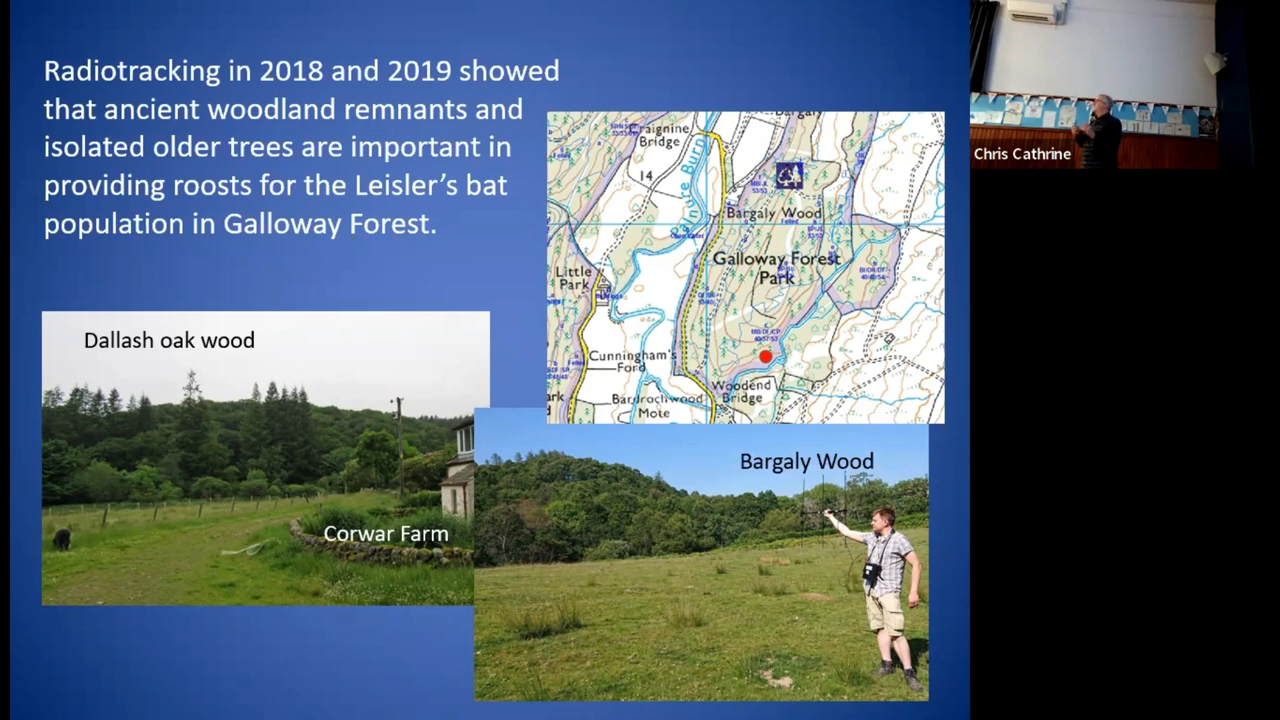 Radiotracking in 2018 and 2019 showed
that ancient woodland remnants and
isolated older trees are important in
providing roosts for the Leisler's bat
population in Galloway Forest.
Chris Cathrine
Craignine
Bridge
14
Bargaly
Bargaly Wood
Galloway Forest
Park
Little
Park
Cunningham's
Ford
Bardrochwood
Mote
Woodend
Bridge
Dallash oak wood
Corwar Farm
Bargaly Wood